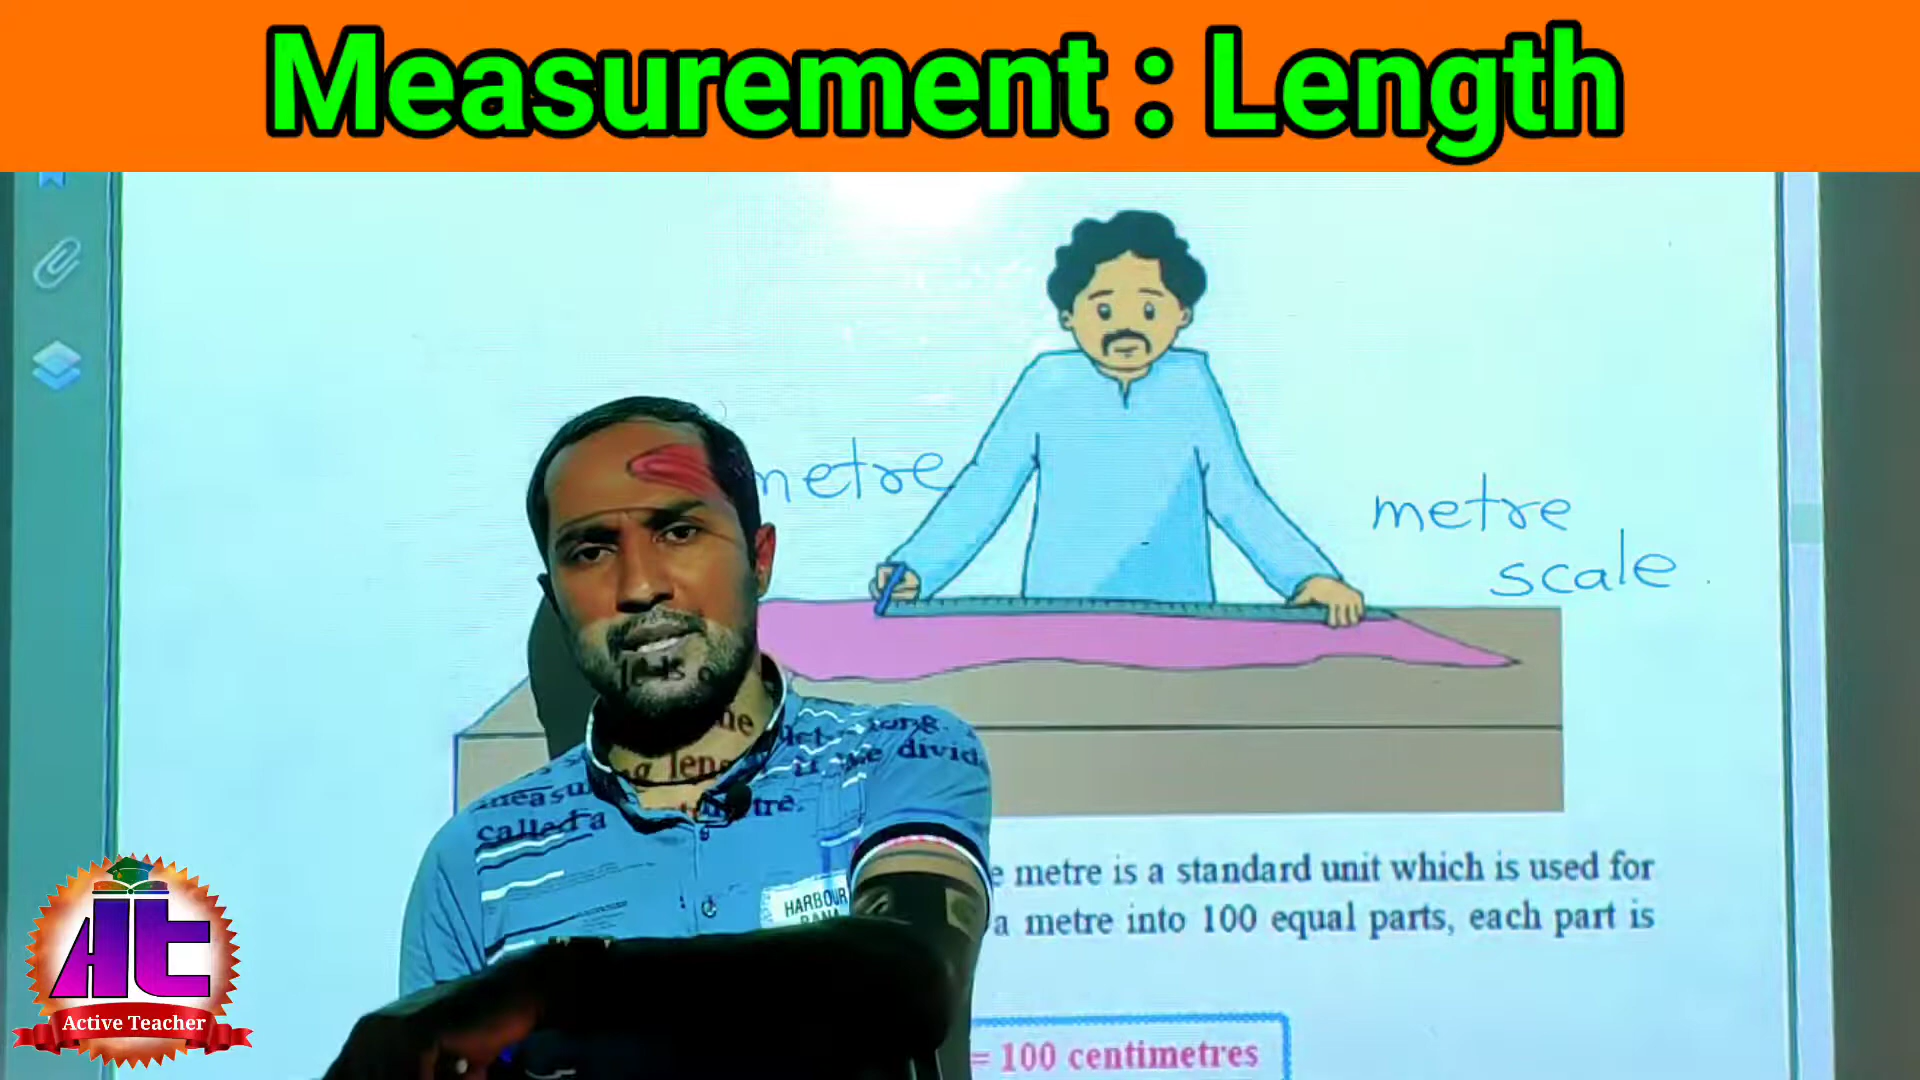 Measurement : Length
metre
metre
scale
called a
metre is a standard unit which is used for
a metre into 100 equal parts, each part is
HARBOUR
= 100 centimetres
Active Teacher